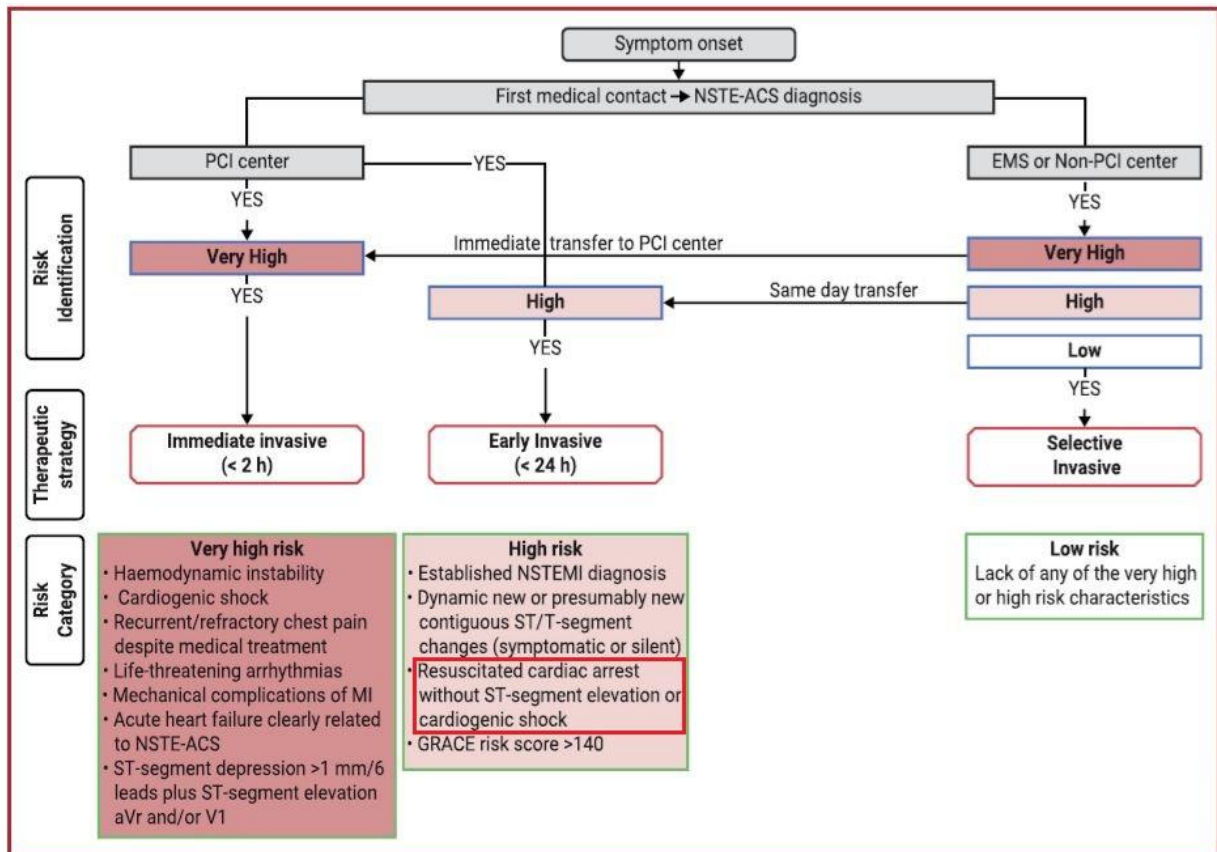 Symptom onset
First medical contact → NSTE-ACS diagnosis
PCI center
YES
EMS or Non-PCI center
YES
YES
Risk
Identification
Immediate transfer to PCI center
Very High
Very High
YES
Same day transfer
High
High
YES
Low
YES
Therapeutic
strategy
Immediate invasive
(< 2 h)
Early Invasive
(< 24 h)
Selective
Invasive
Risk
Category
Very high risk
· Haemodynamic instability
· Cardiogenic shock
· Recurrent/refractory chest pain
despite medical treatment
· Life-threatening arrhythmias
· Mechanical complications of MI
· Acute heart failure clearly related
to NSTE-ACS
· ST-segment depression >1 mm/6
leads plus ST-segment elevation
aVr and/or V1
High risk
· Established NSTEMI diagnosis
· Dynamic new or presumably new
contiguous ST/T-segment
changes (symptomatic or silent)
· Resuscitated cardiac arrest
without ST-segment elevation or
cardiogenic shock
· GRACE risk score >140
Low risk
Lack of any of the very high
or high risk characteristics